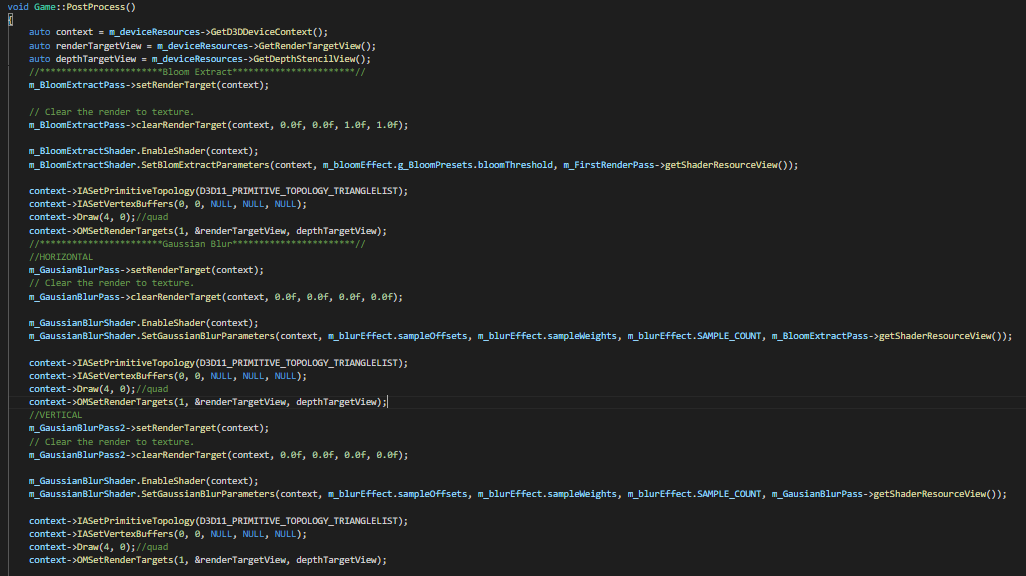 void Game::PostProcess()
{
auto context = m_deviceResources->GetD3DDeviceContext();
auto renderTargetView = m_deviceResources->GetRenderTargetView();
auto depthTargetView = m_deviceResources->GetDepthStencilView();
//***********************Bloom Extract***********************//
m_BloomExtractPass->setRenderTarget(context);
// Clear the render to texture.
m_BloomExtractPass->clearRenderTarget(context, 0.0f, 0.0f, 1.0f, 1.0f);
m_BloomExtractShader.EnableShader(context);
m_BloomExtractShader.SetBlomExtractParameters(context, m_bloomEffect.g_BloomPresets.bloomThreshold, m_FirstRenderPass->getShaderResourceView());
context->IASetPrimitiveTopology(D3D11_PRIMITIVE_TOPOLOGY_TRIANGLELIST);
context->IASetVertexBuffers(0, 0, NULL, NULL, NULL);
context->Draw(4, 0);//quad
context->OMSetRenderTargets(1, &renderTargetView, depthTargetView);
//***********************Gaussian Blur***********************//
//HORIZONTAL
m_GausianBlurPass->setRenderTarget(context);
// Clear the render to texture.
m_GausianBlurPass->clearRenderTarget(context, 0.0f, 0.0f, 0.0f, 0.0f);
m_GaussianBlurShader.EnableShader(context);
m_GaussianBlurShader.SetGaussianBlurParameters(context, m_blurEffect.sampleOffsets, m_blurEffect.sampleWeights, m_blurEffect.SAMPLE_COUNT, m_BloomExtractPass->getShaderResourceView());
context->IASetPrimitiveTopology(D3D11_PRIMITIVE_TOPOLOGY_TRIANGLELIST);
context->IASetVertexBuffers(0, 0, NULL, NULL, NULL);
context->Draw(4, 0);//quad
context->OMSetRenderTargets(1, &renderTargetView, depthTargetView);
//VERTICAL
m_GausianBlurPass2->setRenderTarget(context);
// Clear the render to texture.
m_GausianBlurPass2->clearRenderTarget(context, 0.0f, 0.0f, 0.0f, 0.0f);
m_GaussianBlurShader.EnableShader(context);
m_GaussianBlurShader.SetGaussianBlurParameters(context, m_blurEffect.sampleOffsets, m_blurEffect.sampleWeights, m_blurEffect.SAMPLE_COUNT, m_GausianBlurPass->getShaderResourceView());
context->IASetPrimitiveTopology(D3D11_PRIMITIVE_TOPOLOGY_TRIANGLELIST);
context->IASetVertexBuffers(0, 0, NULL, NULL, NULL);
context->Draw(4, 0);//quad
context->OMSetRenderTargets(1, &renderTargetView, depthTargetView);